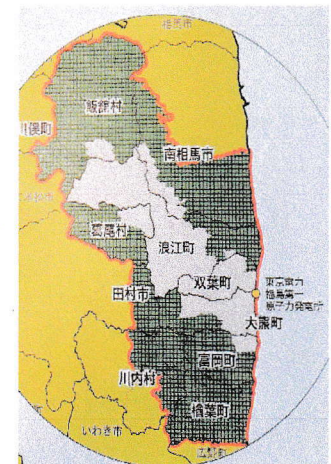 相馬市
飯舘村
川俣町
南相馬市
葛尾村
浪江町
双葉町
東京電力
福島第一
原子力発電所
田村市
大熊町
富岡町
川内村
楢葉町
いわき市
広野町